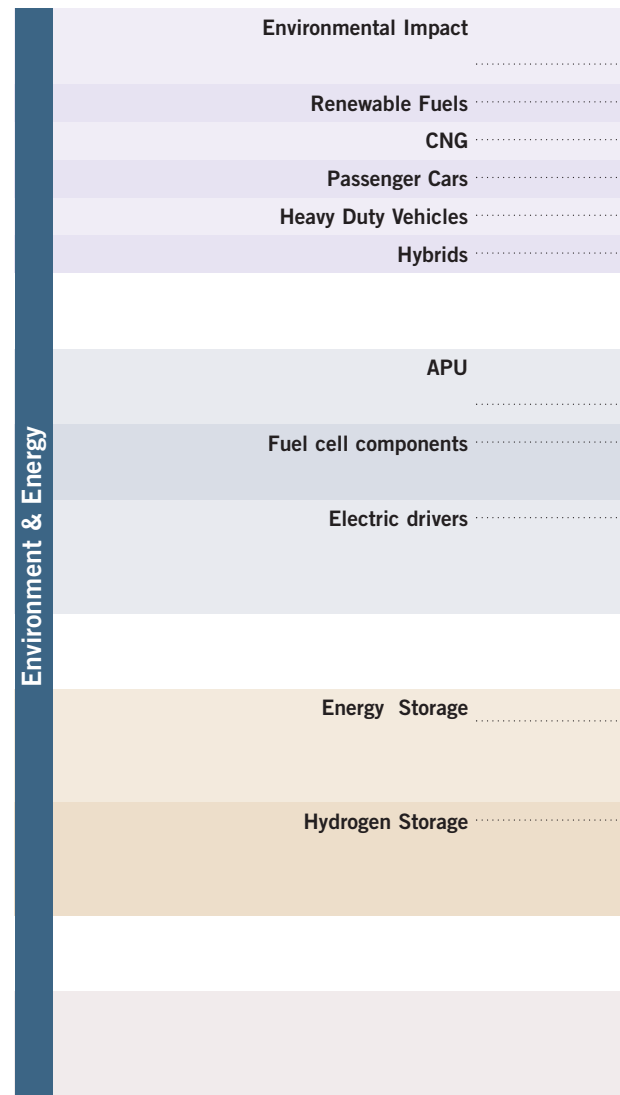 Environment & Energy
Environmental Impact
Renewable Fuels
CNG
Passenger Cars
Heavy Duty Vehicles
Hybrids
APU
Fuel cell components
Electric drivers
Energy Storage
Hydrogen Storage